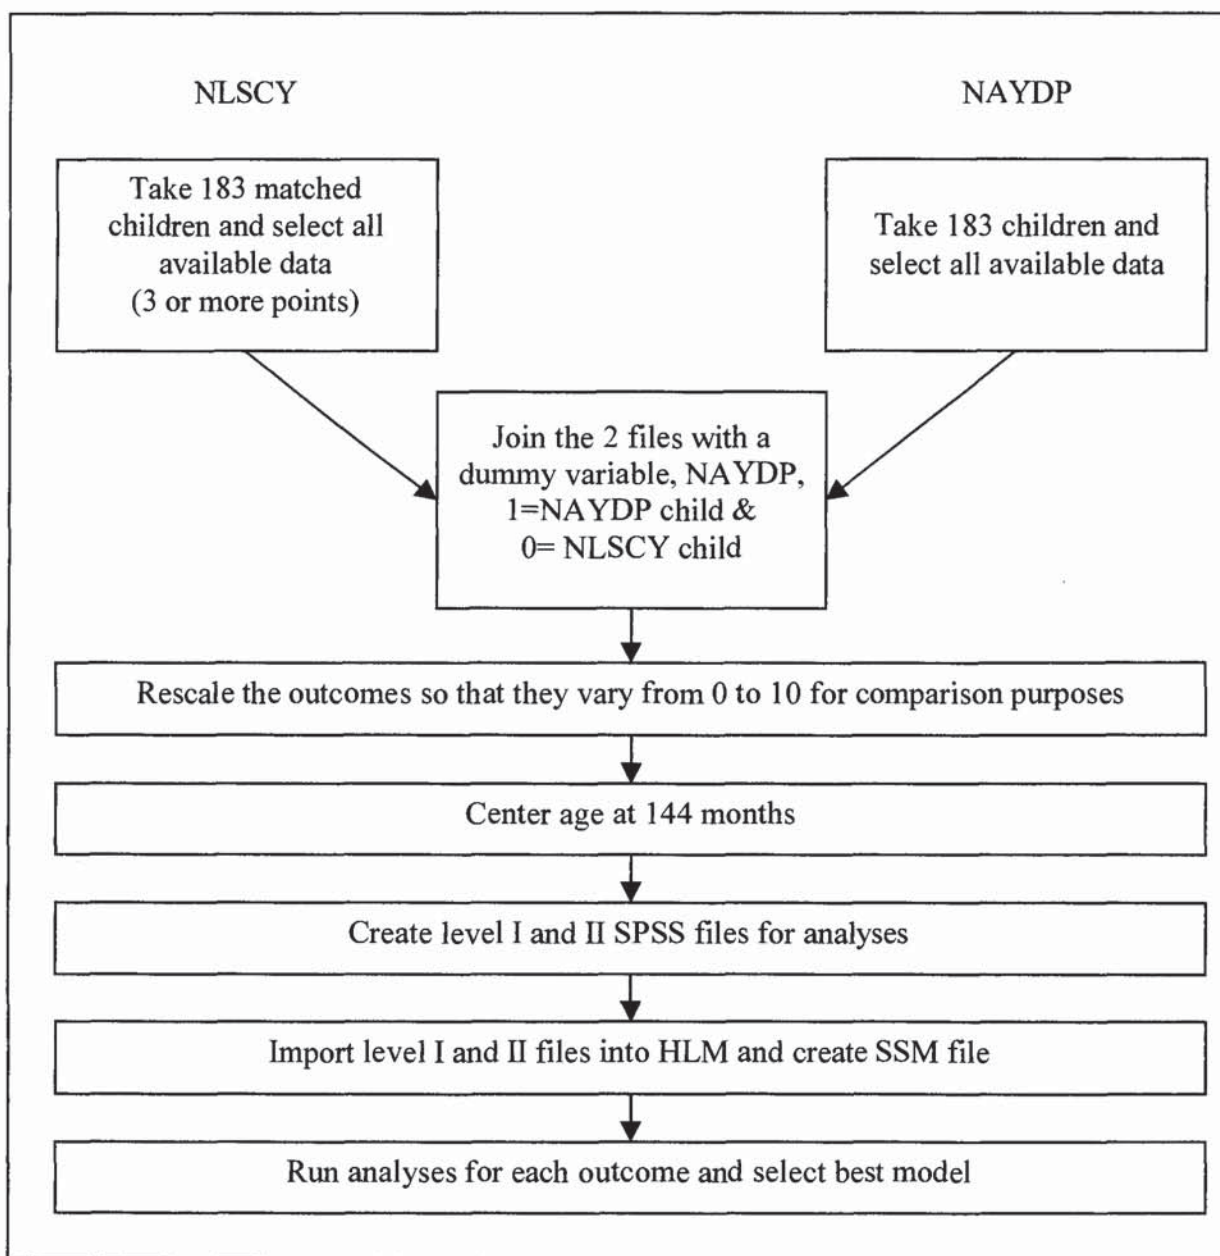 NLSCY
NAYDP
Take 183 matched
children and select all
available data
(3 or more points)
Take 183 children and
select all available data
Join the 2 files with a
dummy variable, NAYDP,
1=NAYDP child &
0= NLSCY child
Rescale the outcomes so that they vary from 0 to 10 for comparison purposes
Center age at 144 months
Create level I and II SPSS files for analyses
Import level I and II files into HLM and create SSM file
Run analyses for each outcome and select best model